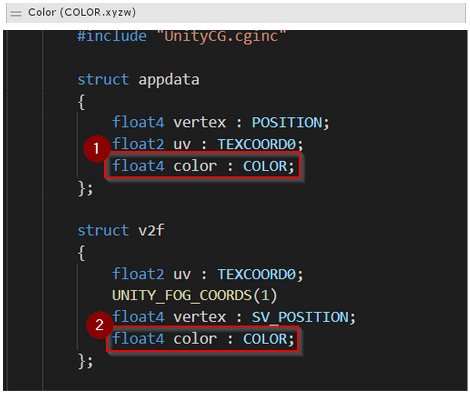 Color (COLOR.xyzw)
#include "UnityCG.cginc"
struct appdata
{
float4 vertex : POSITION;
float2 uv : TEXCOORD0;
1 float4 color : COLOR;
};
struct v2f
{
float2 uv : TEXCOORD0;
UNITY_FOG_COORDS(1)
float4 vertex : SV_POSITION;
2 float4 color : COLOR;
};